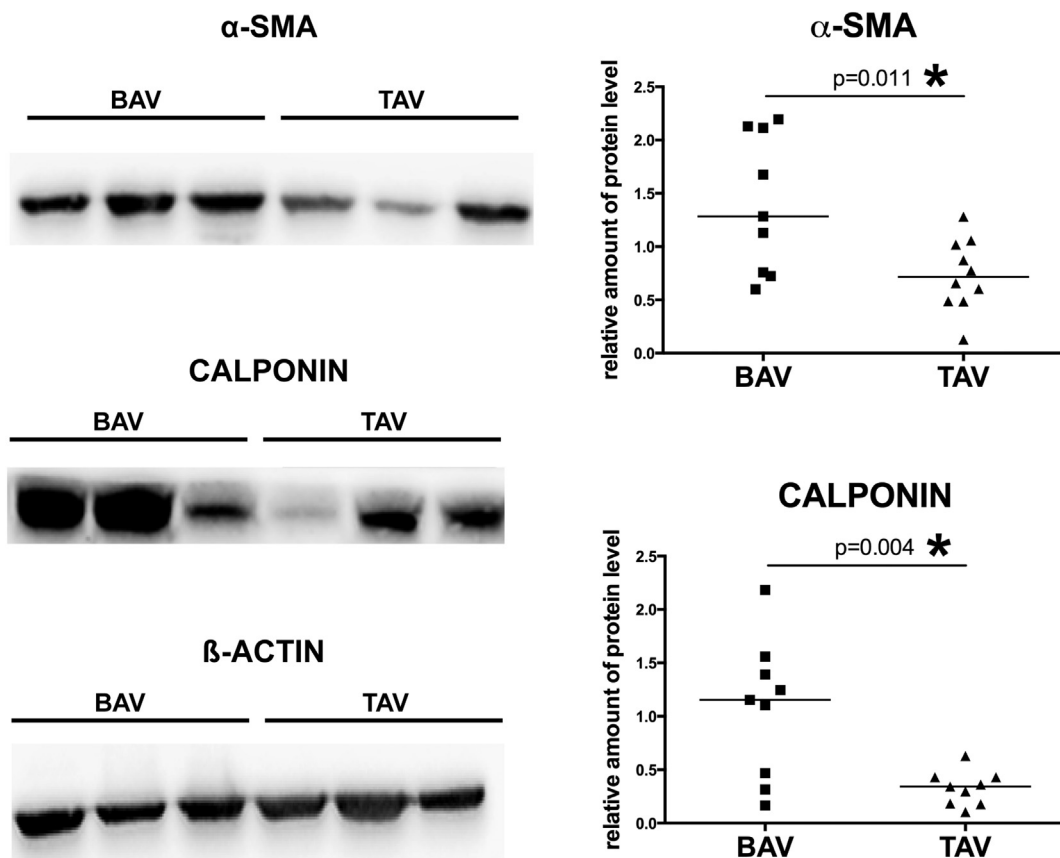 α-SMA
BAV TAV
CALPONIN
BAV TAV
ß-ACTIN
BAV TAV
α-SMA
p=0.011 *
relative amount of protein level
2.5
2.0
1.5
1.0
0.5
0.0
BAV TAV
CALPONIN
p=0.004 *
relative amount of protein level
2.5
2.0
1.5
1.0
0.5
0.0
BAV TAV